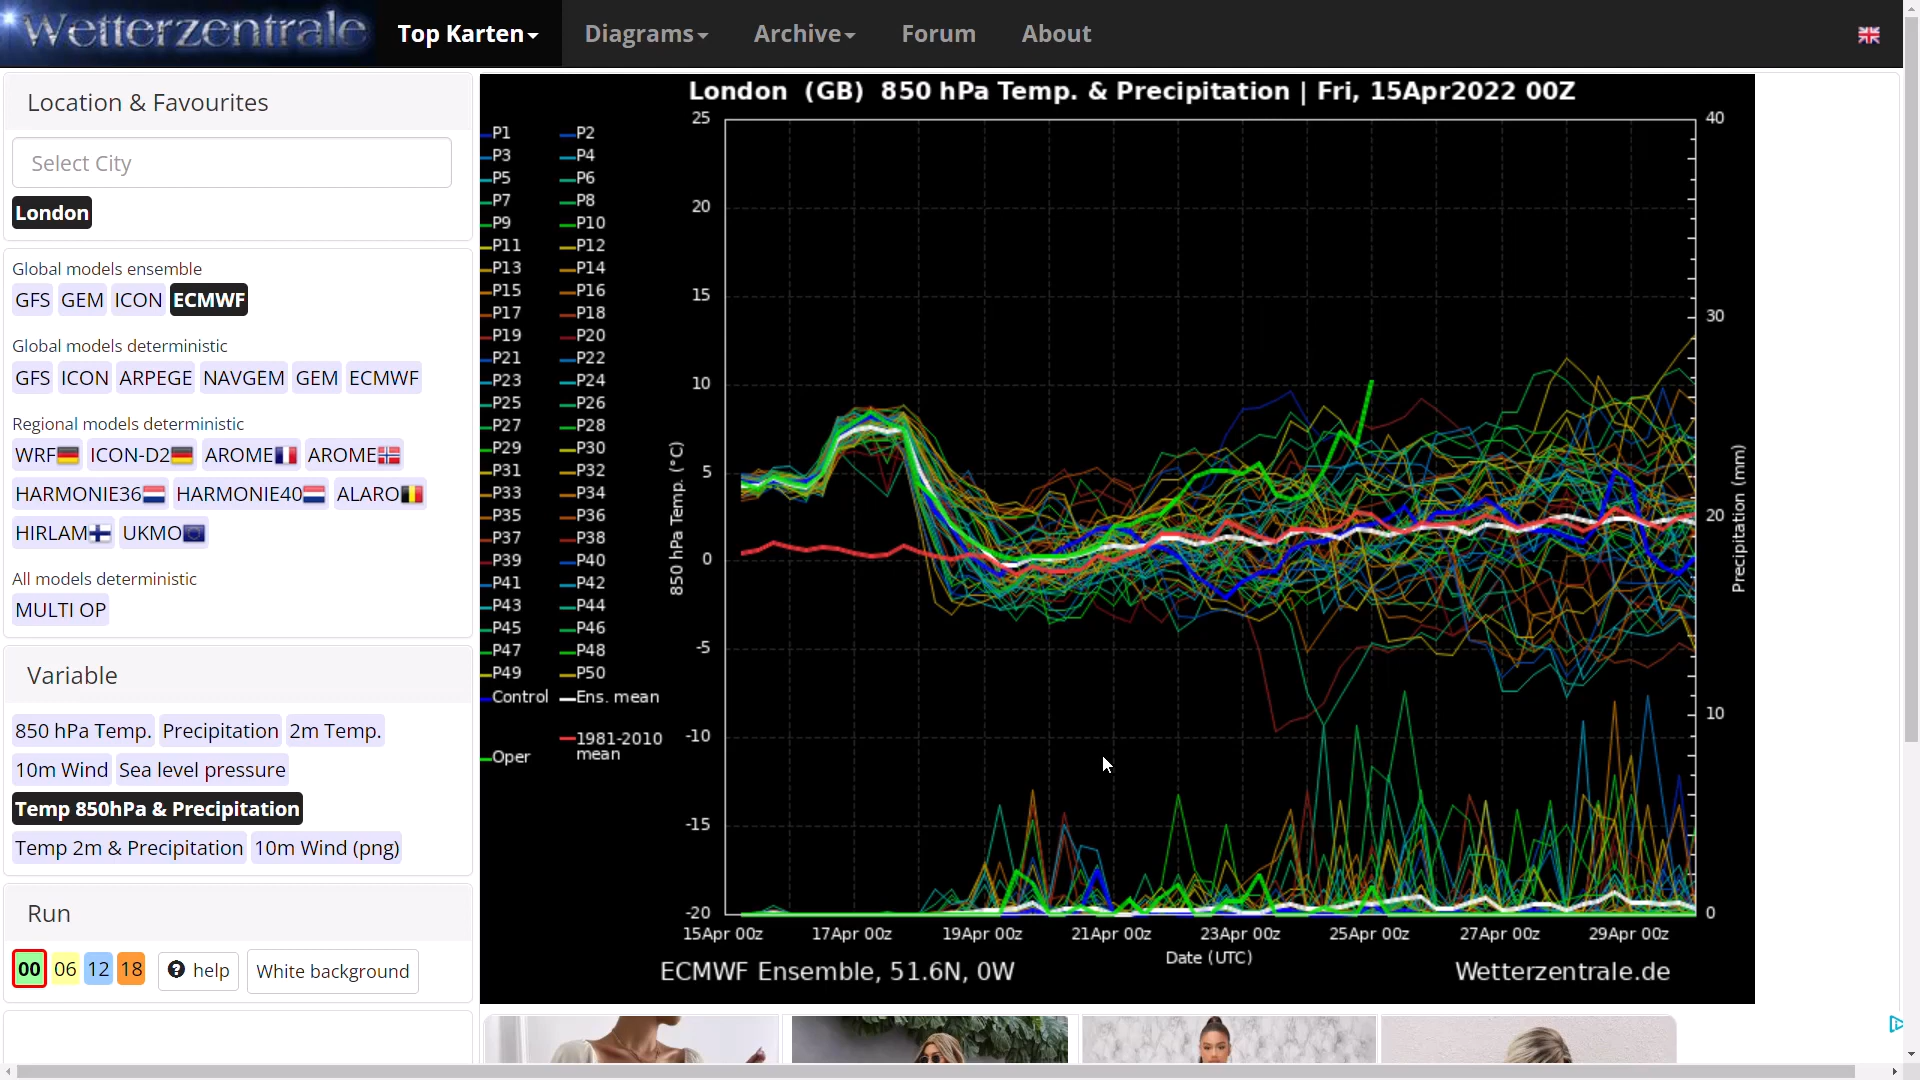 Wetterzentrale
Top Karten Diagrams Archive Forum About
Location & Favourites
Select City
London
Global models ensemble
GFS GEM ICON ECMWF
Global models deterministic
GFS ICON ARPEGE NAVGEM GEM ECMWF
Regional models deterministic
WRF ICON-D2 AROME AROME
HARMONIE36 HARMONIE40 ALARO
HIRLAM UKMO
All models deterministic
MULTI OP
Variable
850 hPa Temp. Precipitation 2m Temp.
10m Wind Sea level pressure
Temp 850hPa & Precipitation
Temp 2m & Precipitation 10m Wind (png)
Run
00 06 12 18 ? help White background
London (GB) 850 hPa Temp. & Precipitation | Fri, 15Apr2022 00Z
P1 P2
P3 P4
P5 P6
P7 P8
P9 P10
P11 P12
P13 P14
P15 P16
P17 P18
P19 P20
P21 P22
P23 P24
P25 P26
P27 P28
P29 P30
P31 P32
P33 P34
P35 P36
P37 P38
P39 P40
P41 P42
P43 P44
P45 P46
P47 P48
P49 P50
Control Ens. mean
1981-2010
mean
Oper
850 hPa Temp. (°C)
25
20
15
10
5
0
-5
-10
-15
-20
40
30
20
10
0
Precipitation (mm)
15Apr 00z 17Apr 00z 19Apr 00z 21Apr 00z 23Apr 00z 25Apr 00z 27Apr 00z 29Apr 00z
Date (UTC)
ECMWF Ensemble, 51.6N, 0W
Wetterzentrale.de